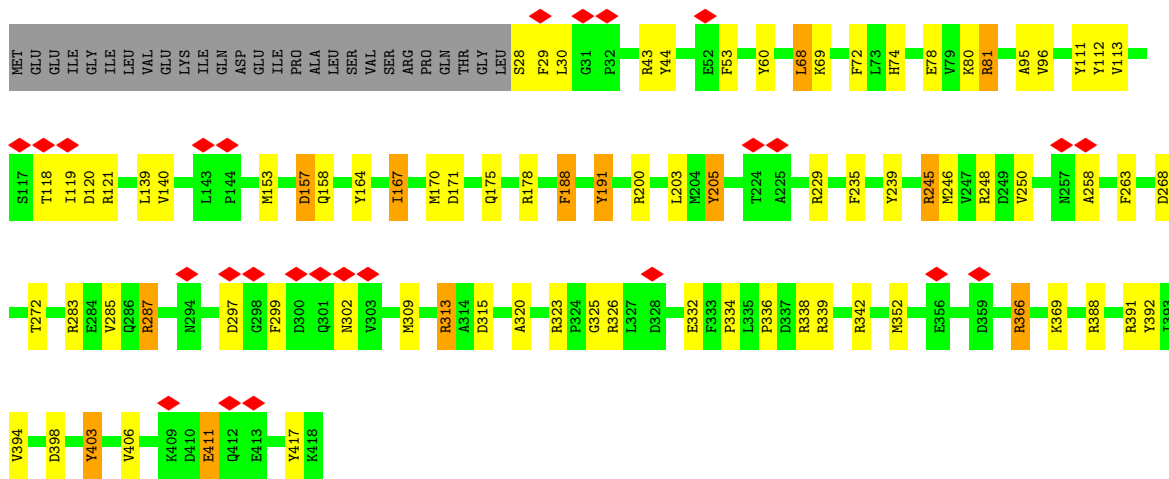 MET GLU GLU ILE GLY ILE LEU VAL GLU LYS ILE GLN ASP GLU ILE PRO ALA LEU SER VAL SER ARG PRO GLN THR GLY LEU S28 F29 L30 G31 P32 R43 Y44 E52 F53 Y60 L68 K69 F72 L73 H74 E78 V79 K80 R81 A95 V96 Y111 Y112 V113
S117 T118 I119 D120 R121 L139 V140 L143 P144 M153 D157 Q158 Y164 I167 M170 D171 Q175 R178 F188 Y191 R200 L203 M204 Y205 T224 A225 R229 F235 Y239 R245 M246 V247 R248 D249 V250 N257 A258 F263 D268
T272 R283 E284 V285 Q286 R287 N294 D297 G298 F299 D300 Q301 N302 V303 M309 R313 A314 D315 A320 R323 P324 G325 R326 L327 D328 E332 F333 P334 L335 P336 D337 R338 R339 R342 M352 E356 D359 R366 K369 R388 R391 Y392 I393
V394 D398 Y403 V406 K409 D410 E411 Q412 E413 Y417 K418